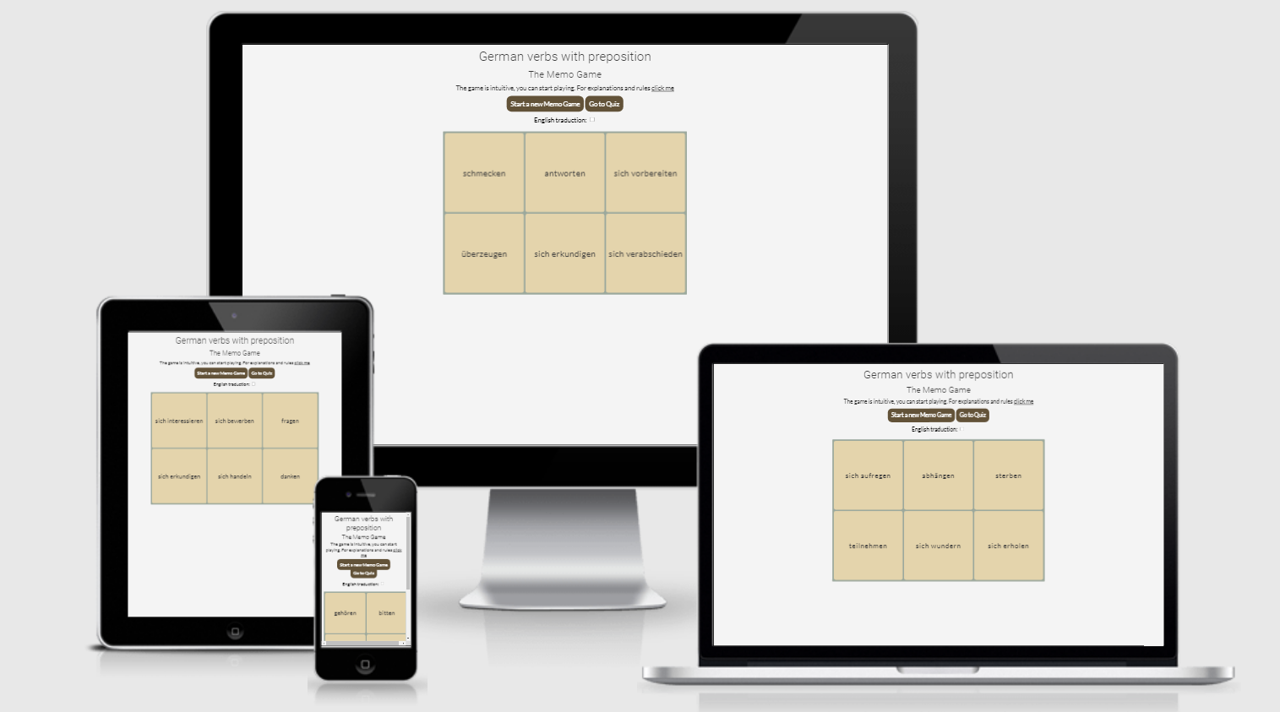 German verbs with preposition
The Memo Game
The game is intuitive, you can start playing. For explanations and rules click me
Start a new Memo Game Go to Quiz
English traduction:
schmecken antworten sich vorbereiten
überzeugen sich erkundigen sich verabschieden
German verbs with preposition
The Memo Game
The game is intuitive, you can start playing. For explanations and rules click me
Start a new Memo Game Go to Quiz
English traduction:
sich interessieren sich bewerben fragen
sich erkundigen sich handeln danken
German verbs with
preposition
The Memo Game
The game is intuitive, you can start
playing. For explanations and rules click
me
Start a new Memo Game
Go to Quiz
English traduction:
gehören bitten
German verbs with preposition
The Memo Game
The game is intuitive, you can start playing. For explanations and rules click me
Start a new Memo Game Go to Quiz
English traduction:
sich aufregen abhängen sterben
teilnehmen sich wundern sich erholen